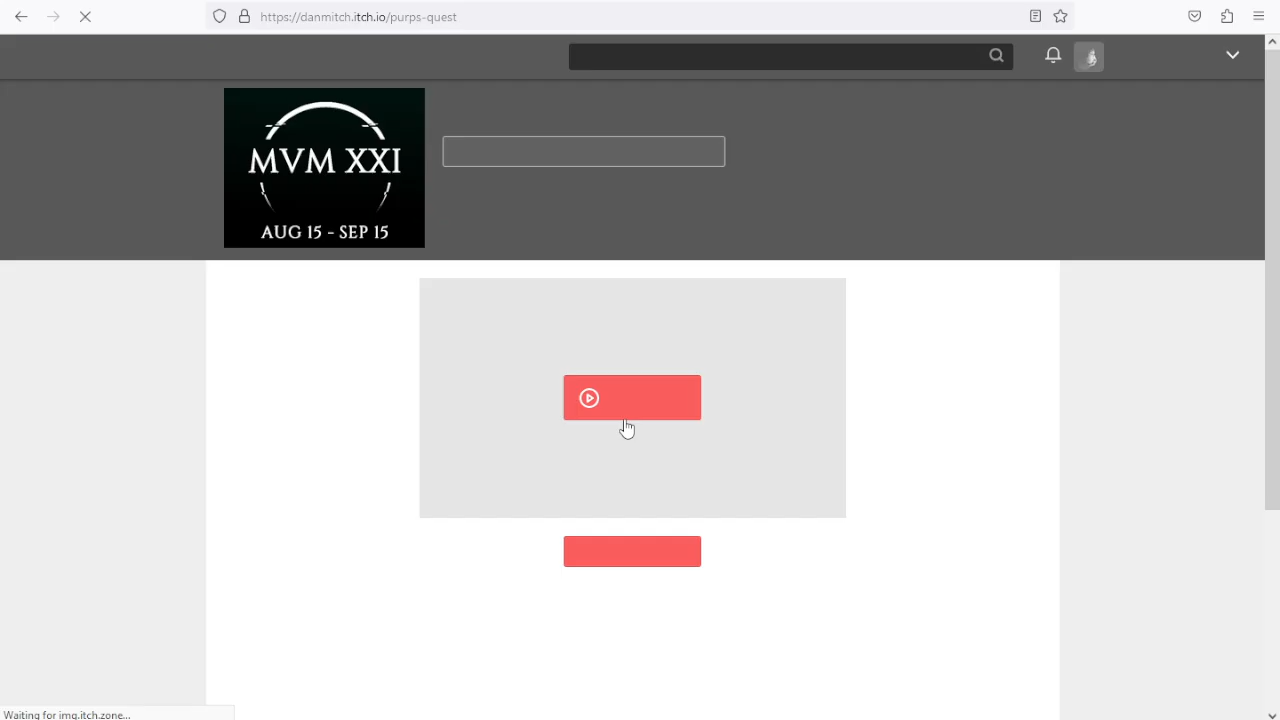 https://danmitch.itch.io/purps-quest
MVM XXI
AUG 15 - SEP 15
Waiting for img.itch.zone...